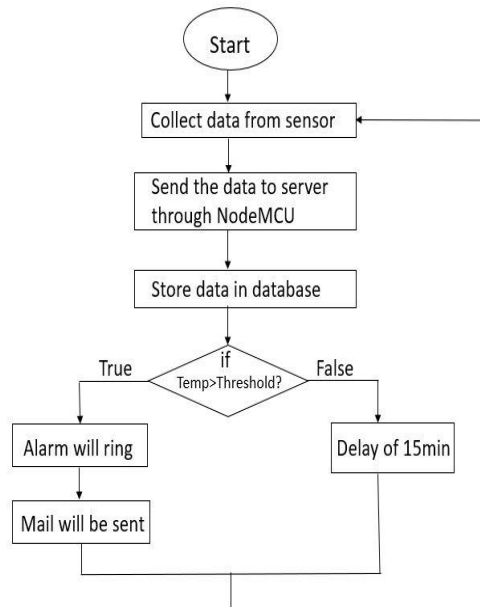 Start
Collect data from sensor
Send the data to server
through NodeMCU
Store data in database
if
Temp>Threshold?
True
False
Alarm will ring
Delay of 15min
Mail will be sent